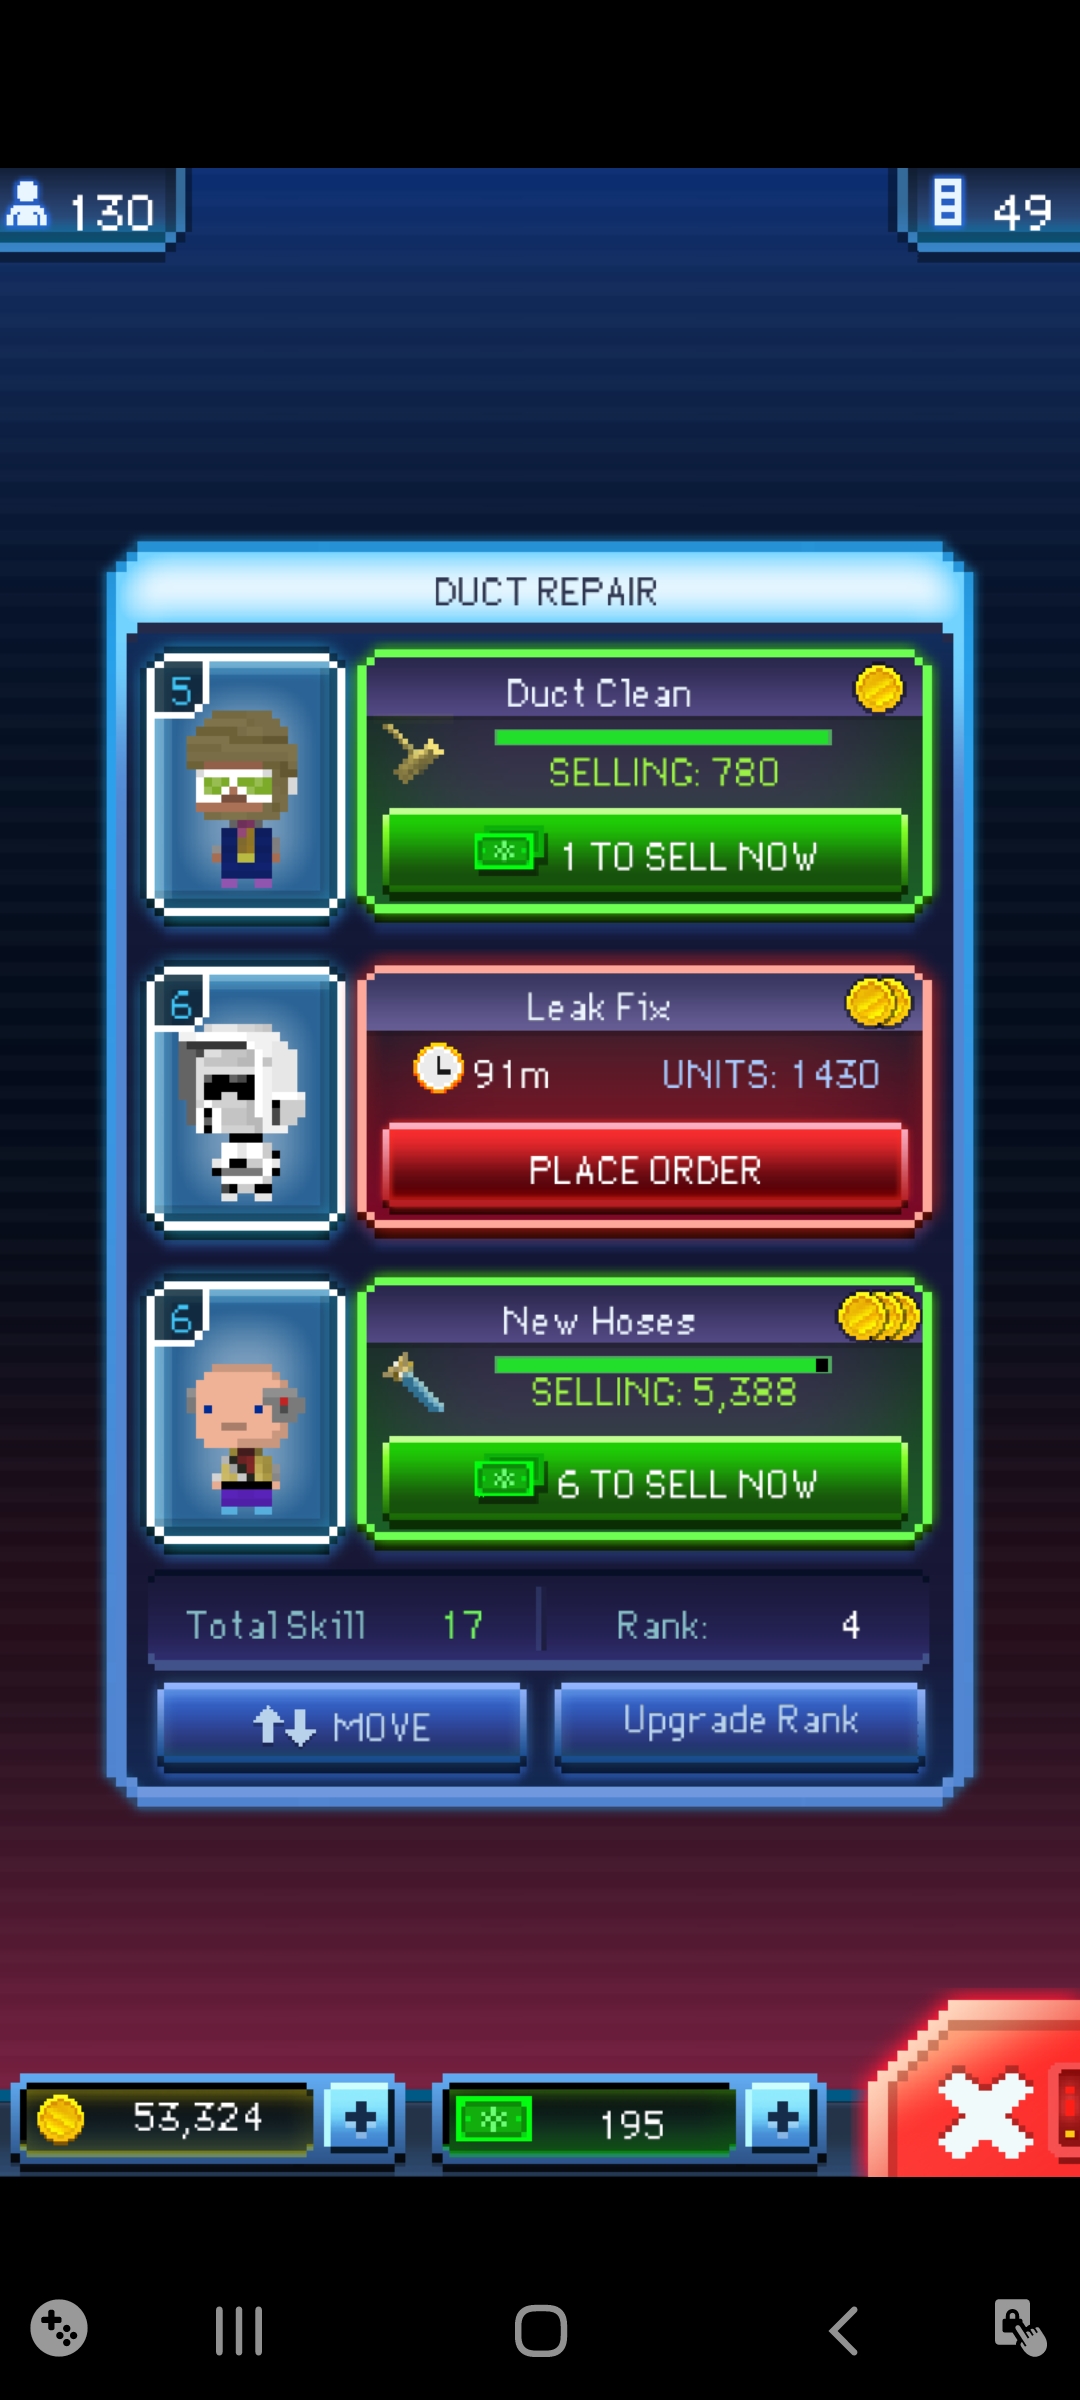 130
49
DUCT REPAIR
5
Duct Clean
SELLING: 780
1 TO SELL NOW
6
Leak Fix
91m
UNITS: 1430
PLACE ORDER
6
New Hoses
SELLING: 5,388
6 TO SELL NOW
Total Skill 17
Rank: 4
MOVE
Upgrade Rank
53,324
195